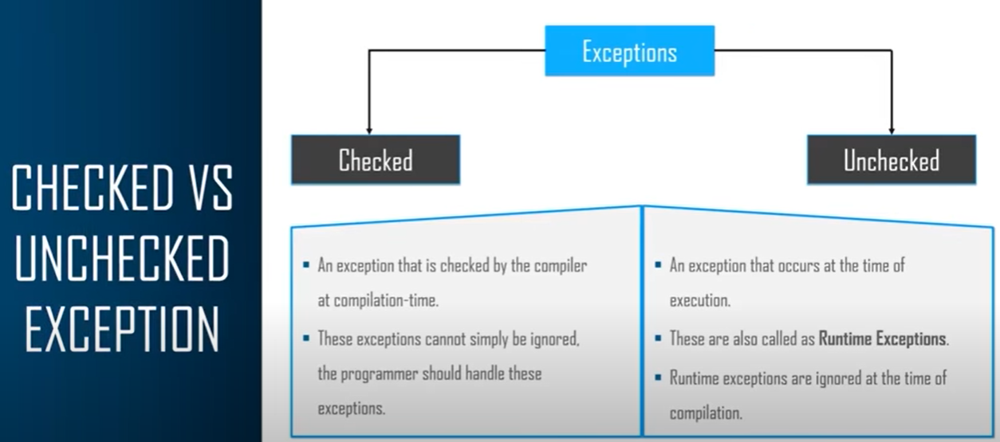 CHECKED VS
UNCHECKED
EXCEPTION
Exceptions
Checked
Unchecked
▪ An exception that is checked by the compiler
at compilation-time.
▪ These exceptions cannot simply be ignored,
the programmer should handle these
exceptions.
▪ An exception that occurs at the time of
execution.
▪ These are also called as Runtime Exceptions.
▪ Runtime exceptions are ignored at the time of
compilation.